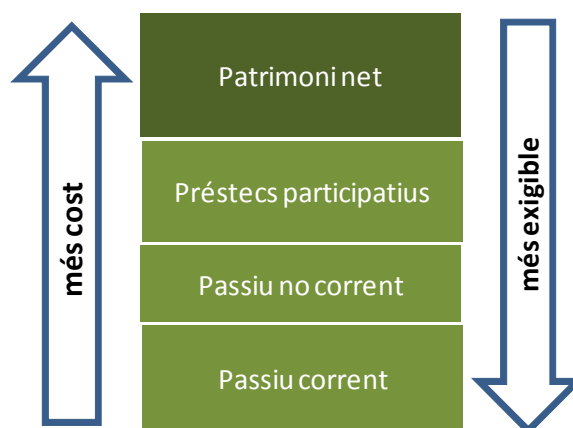 Patrimoni net
Préstecs participatius
Passiu no corrent
Passiu corrent
més cost
més exigible